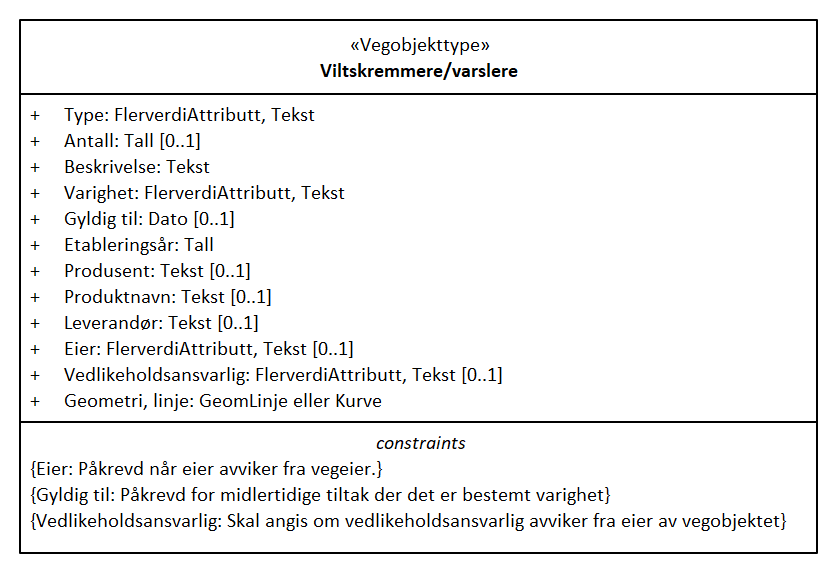 «Vegobjekttype»
Viltskremmere/varslere
+ Type: FlerverdiAttributt, Tekst
+ Antall: Tall [0..1]
+ Beskrivelse: Tekst
+ Varighet: FlerverdiAttributt, Tekst
+ Gyldig til: Dato [0..1]
+ Etableringsår: Tall
+ Produsent: Tekst [0..1]
+ Produktnavn: Tekst [0..1]
+ Leverandør: Tekst [0..1]
+ Eier: FlerverdiAttributt, Tekst [0..1]
+ Vedlikeholdsansvarlig: FlerverdiAttributt, Tekst [0..1]
+ Geometri, linje: GeomLinje eller Kurve
constraints
{Eier: Påkrevd når eier avviker fra vegeier.}
{Gyldig til: Påkrevd for midlertidige tiltak der det er bestemt varighet}
{Vedlikeholdsansvarlig: Skal angis om vedlikeholdsansvarlig avviker fra eier av vegobjektet}